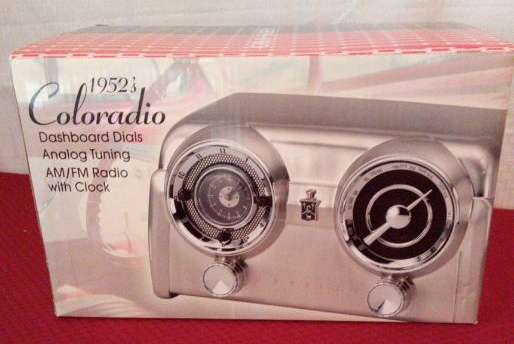 1952's
Coloradio
Dashboard Dials
Analog Tuning
AM/FM Radio
with Clock